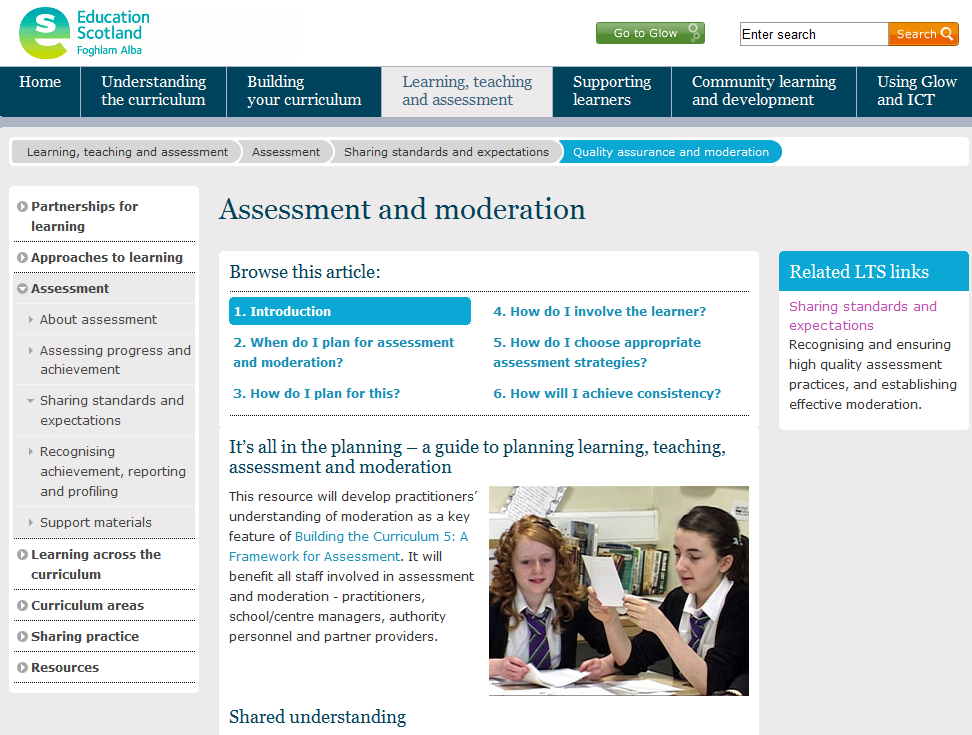 Education
Scotland
Foghlam Alba
Go to Glow
Enter search
Search
Home
Understanding
the curriculum
Building
your curriculum
Learning, teaching
and assessment
Supporting
learners
Community learning
and development
Using Glow
and ICT
Learning, teaching and assessment
Assessment
Sharing standards and expectations
Quality assurance and moderation
Partnerships for
learning
Approaches to learning
Assessment
About assessment
Assessing progress and
achievement
Sharing standards and
expectations
Recognising
achievement, reporting
and profiling
Support materials
Learning across the
curriculum
Curriculum areas
Sharing practice
Resources
Assessment and moderation
Browse this article:
1. Introduction
2. When do I plan for assessment
and moderation?
3. How do I plan for this?
4. How do I involve the learner?
5. How do I choose appropriate
assessment strategies?
6. How will I achieve consistency?
It's all in the planning – a guide to planning learning, teaching,
assessment and moderation
This resource will develop practitioners'
understanding of moderation as a key
feature of Building the Curriculum 5: A
Framework for Assessment. It will
benefit all staff involved in assessment
and moderation - practitioners,
school/centre managers, authority
personnel and partner providers.
Shared understanding
Related LTS links
Sharing standards and
expectations
Recognising and ensuring
high quality assessment
practices, and establishing
effective moderation.